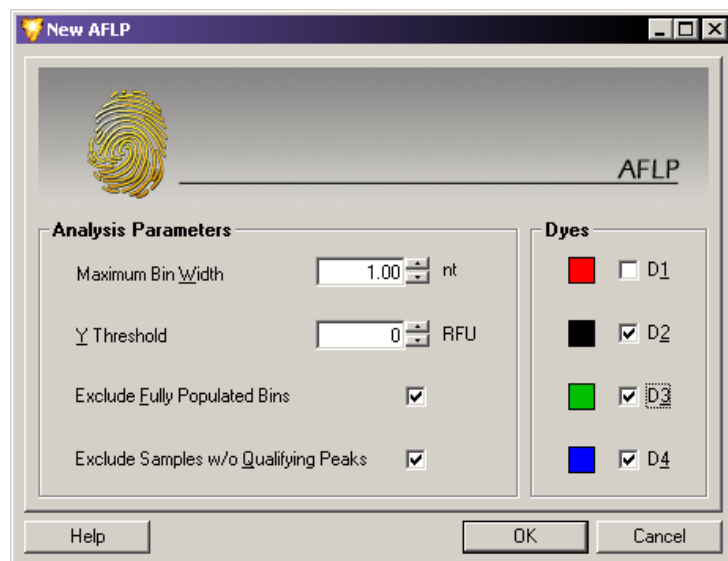 New AFLP
AFLP
Analysis Parameters
Maximum Bin Width 1.00 nt
Y Threshold 0 RFU
Exclude Fully Populated Bins
Exclude Samples w/o Qualifying Peaks
Dyes
D1
D2
D3
D4
Help OK Cancel